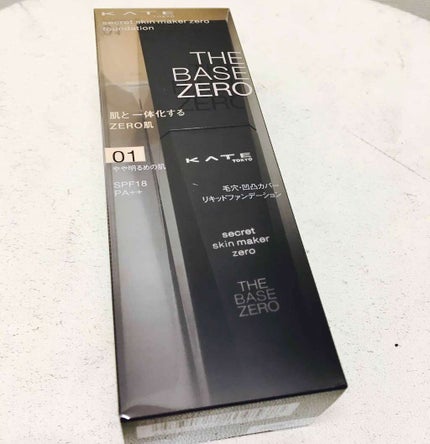 KATE
TOKYO
secret skin maker zero
foundation
THE
BASE
ZERO
肌と一体化する
ZERO肌
01
やや明るめの肌
SPF18
PA++
KATE
TOKYO
毛穴・凹凸カバー
リキッドファンデーション
secret
skin maker
zero
THE
BASE
ZERO